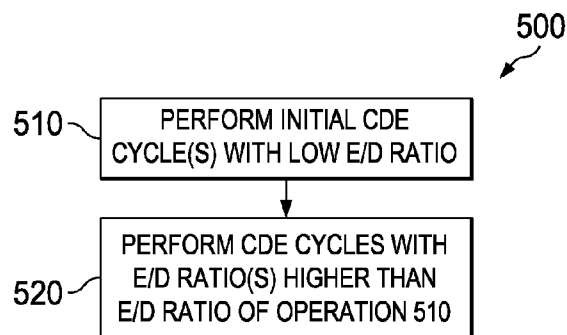 500
510
PERFORM INITIAL CDE
CYCLE(S) WITH LOW E/D RATIO
520
PERFORM CDE CYCLES WITH
E/D RATIO(S) HIGHER THAN
E/D RATIO OF OPERATION 510